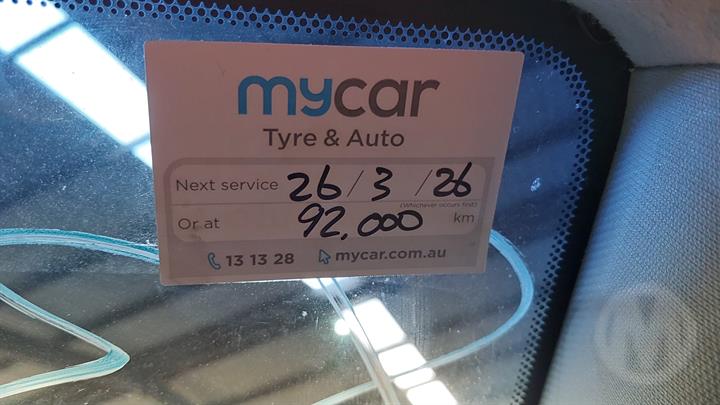 mycar
Tyre & Auto
Next service 26/3/26
(Whichever occurs first)
Or at 92,000 km
13 13 28 mycar.com.au
M